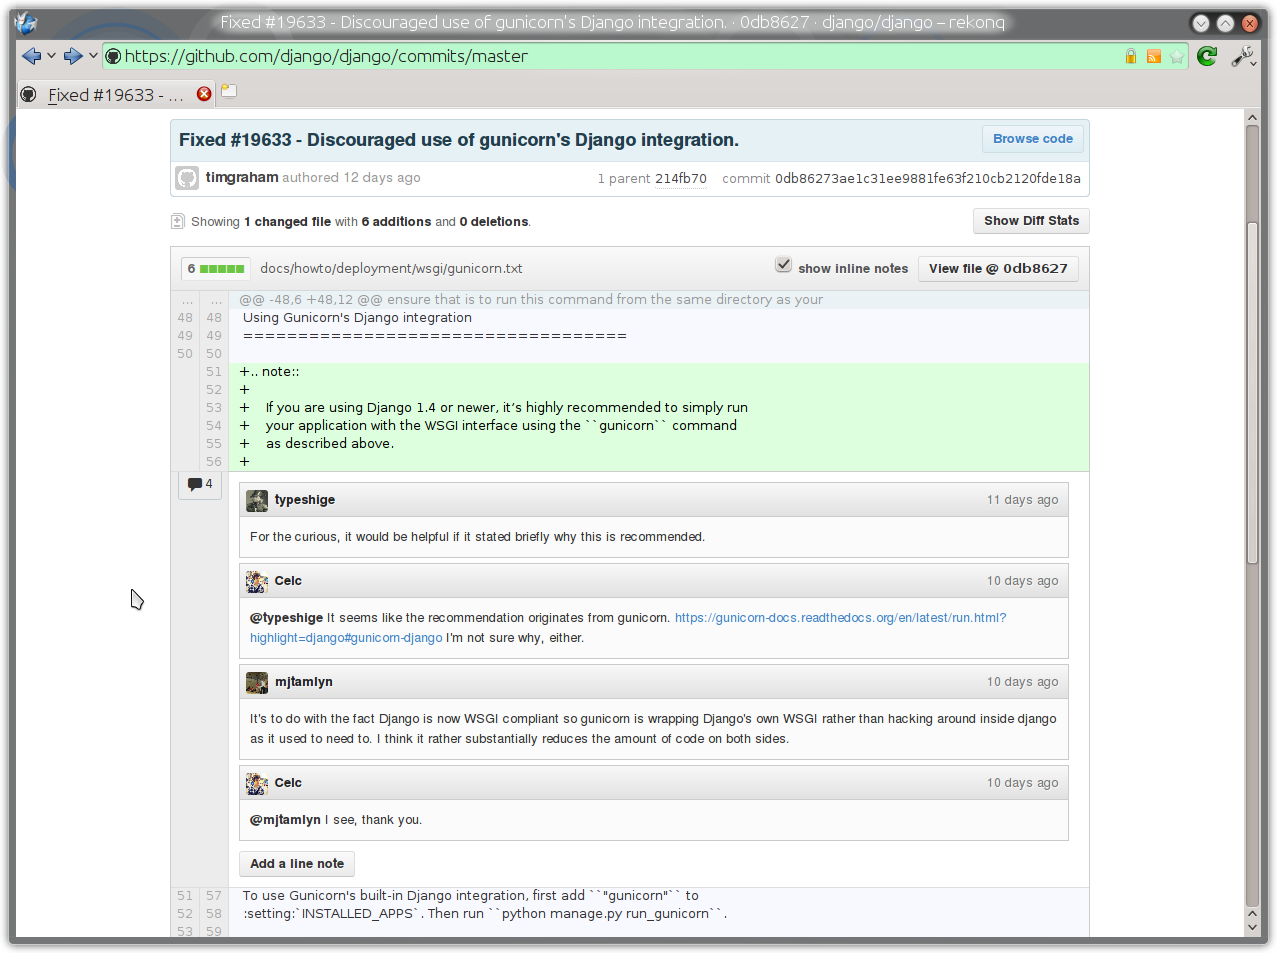 Fixed #19633 - Discouraged use of gunicorn's Django integration. · 0db8627 · django/django – rekonq
https://github.com/django/django/commits/master
Fixed #19633 - ...
Fixed #19633 - Discouraged use of gunicorn's Django integration.
Browse code
timgraham authored 12 days ago
1 parent 214fb70 commit 0db86273ae1c31ee9881fe63f210cb2120fde18a
Showing 1 changed file with 6 additions and 0 deletions.
Show Diff Stats
6 docs/howto/deployment/wsgi/gunicorn.txt
show inline notes
View file @ 0db8627
... ... @@ -48,6 +48,12 @@ ensure that is to run this command from the same directory as your
48 48 Using Gunicorn's Django integration
49 49 ===================================
50 50
51 +.. note::
52 +
53 + If you are using Django 1.4 or newer, it's highly recommended to simply run
54 + your application with the WSGI interface using the ``gunicorn`` command
55 + as described above.
56 +
4
typeshige 11 days ago
For the curious, it would be helpful if it stated briefly why this is recommended.
Celc 10 days ago
@typeshige It seems like the recommendation originates from gunicorn. https://gunicorn-docs.readthedocs.org/en/latest/run.html?
highlight=django#gunicorn-django I'm not sure why, either.
mjtamlyn 10 days ago
It's to do with the fact Django is now WSGI compliant so gunicorn is wrapping Django's own WSGI rather than hacking around inside django
as it used to need to. I think it rather substantially reduces the amount of code on both sides.
Celc 10 days ago
@mjtamlyn I see, thank you.
Add a line note
51 57 To use Gunicorn's built-in Django integration, first add ``"gunicorn"`` to
52 58 :setting:`INSTALLED_APPS`. Then run ``python manage.py run_gunicorn``.
53 59